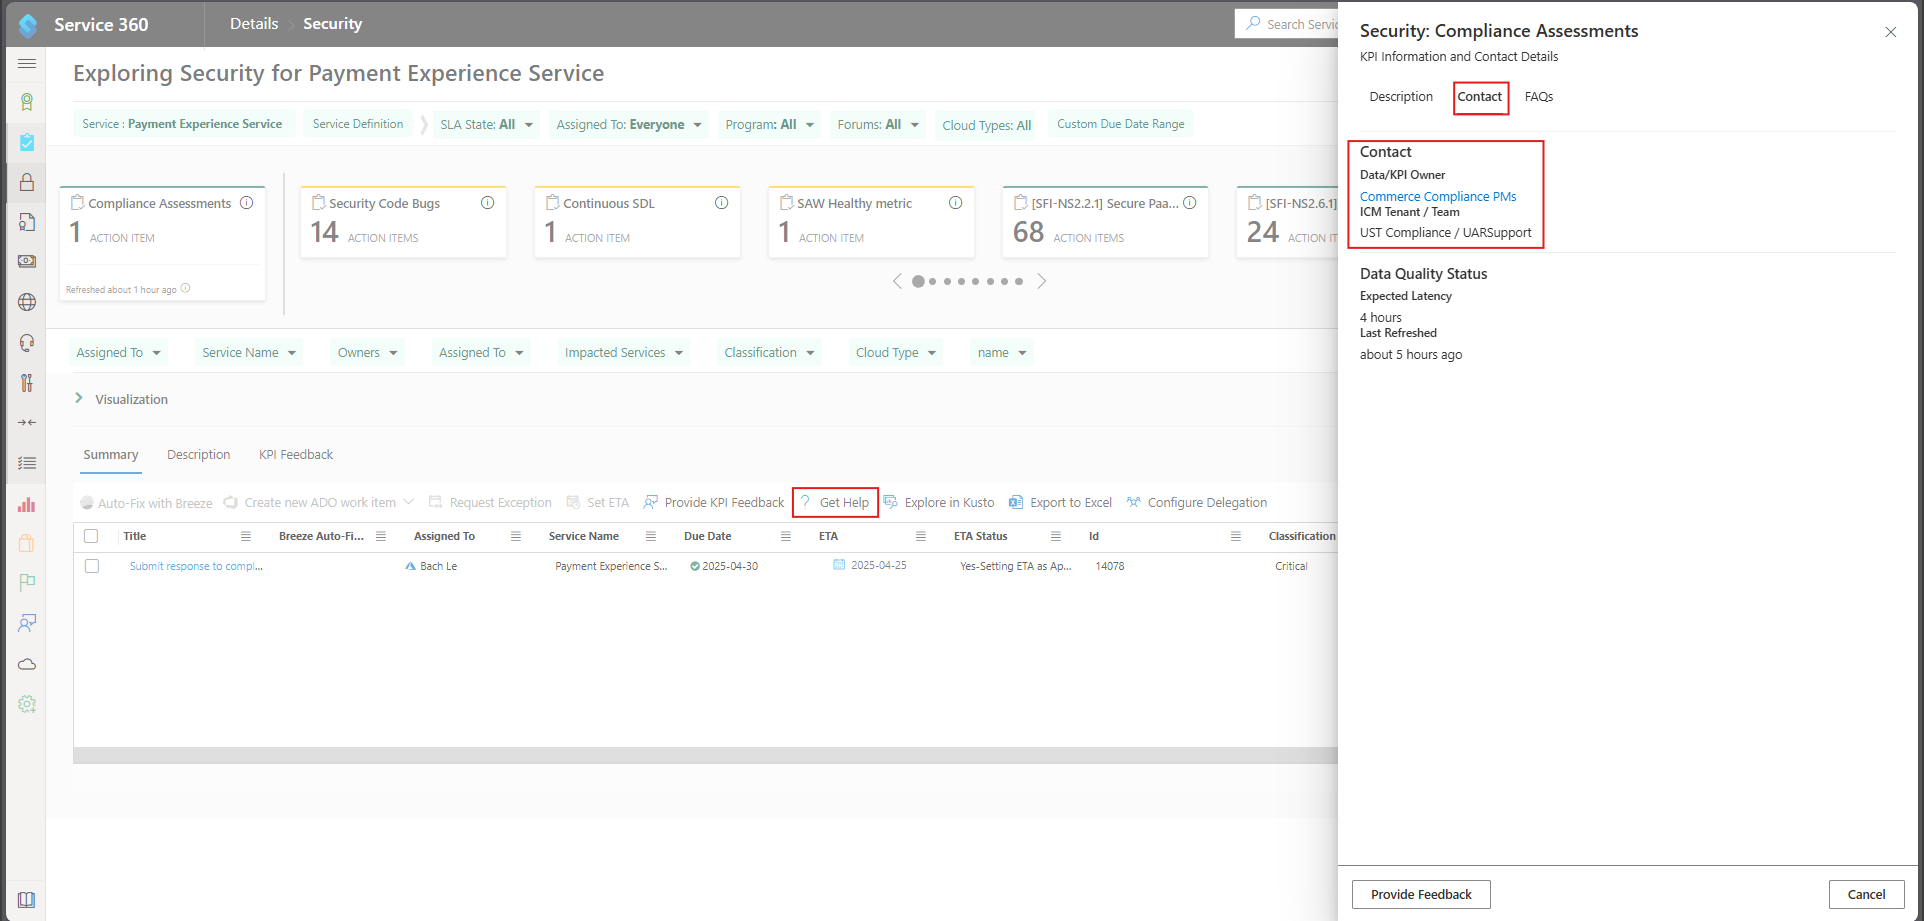 Service 360
Details
Security
Search Servic
Exploring Security for Payment Experience Service
Service : Payment Experience Service
Service Definition
SLA State: All
Assigned To: Everyone
Program: All
Forums: All
Cloud Types: All
Custom Due Date Range
Compliance Assessments
1 ACTION ITEM
Refreshed about 1 hour ago
Security Code Bugs
14 ACTION ITEMS
Continuous SDL
1 ACTION ITEM
SAW Healthy metric
1 ACTION ITEM
[SFI-NS2.2.1] Secure Paa...
68 ACTION ITEMS
[SFI-NS2.6.1]
24 ACTION IT
Assigned To
Service Name
Owners
Assigned To
Impacted Services
Classification
Cloud Type
name
Visualization
Summary
Description
KPI Feedback
Auto-Fix with Breeze
Create new ADO work item
Request Exception
Set ETA
Provide KPI Feedback
? Get Help
Explore in Kusto
Export to Excel
Configure Delegation
Title
Breeze Auto-Fi...
Assigned To
Service Name
Due Date
ETA
ETA Status
Id
Classification
Submit response to compl...
Bach Le
Payment Experience S...
2025-04-30
2025-04-25
Yes-Setting ETA as Ap...
14078
Critical
Security: Compliance Assessments
KPI Information and Contact Details
Description
Contact
FAQs
Contact
Data/KPI Owner
Commerce Compliance PMs
ICM Tenant / Team
UST Compliance / UARSupport
Data Quality Status
Expected Latency
4 hours
Last Refreshed
about 5 hours ago
Provide Feedback
Cancel